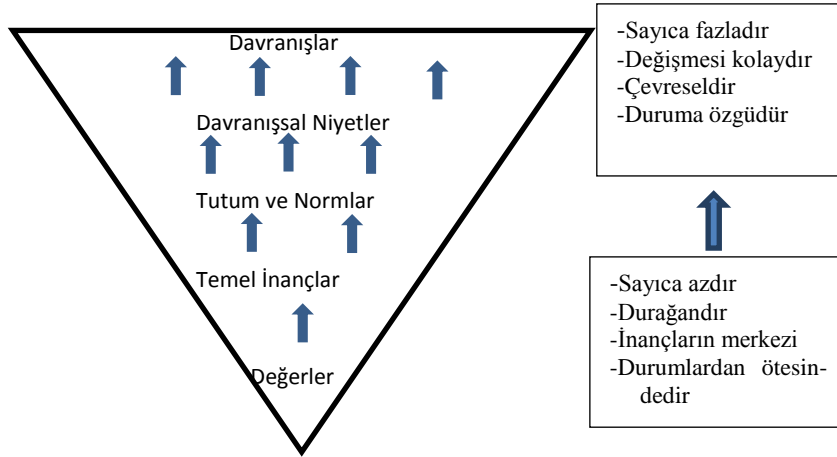 Davranışlar
Davranışsal Niyetler
Tutum ve Normlar
Temel İnançlar
Değerler
-Sayıca fazladır
-Değişmesi kolaydır
-Çevreseldir
-Duruma özgüdür
-Sayıca azdır
-Durağandır
-İnançların merkezi
-Durumlardan ötesin-
dedir